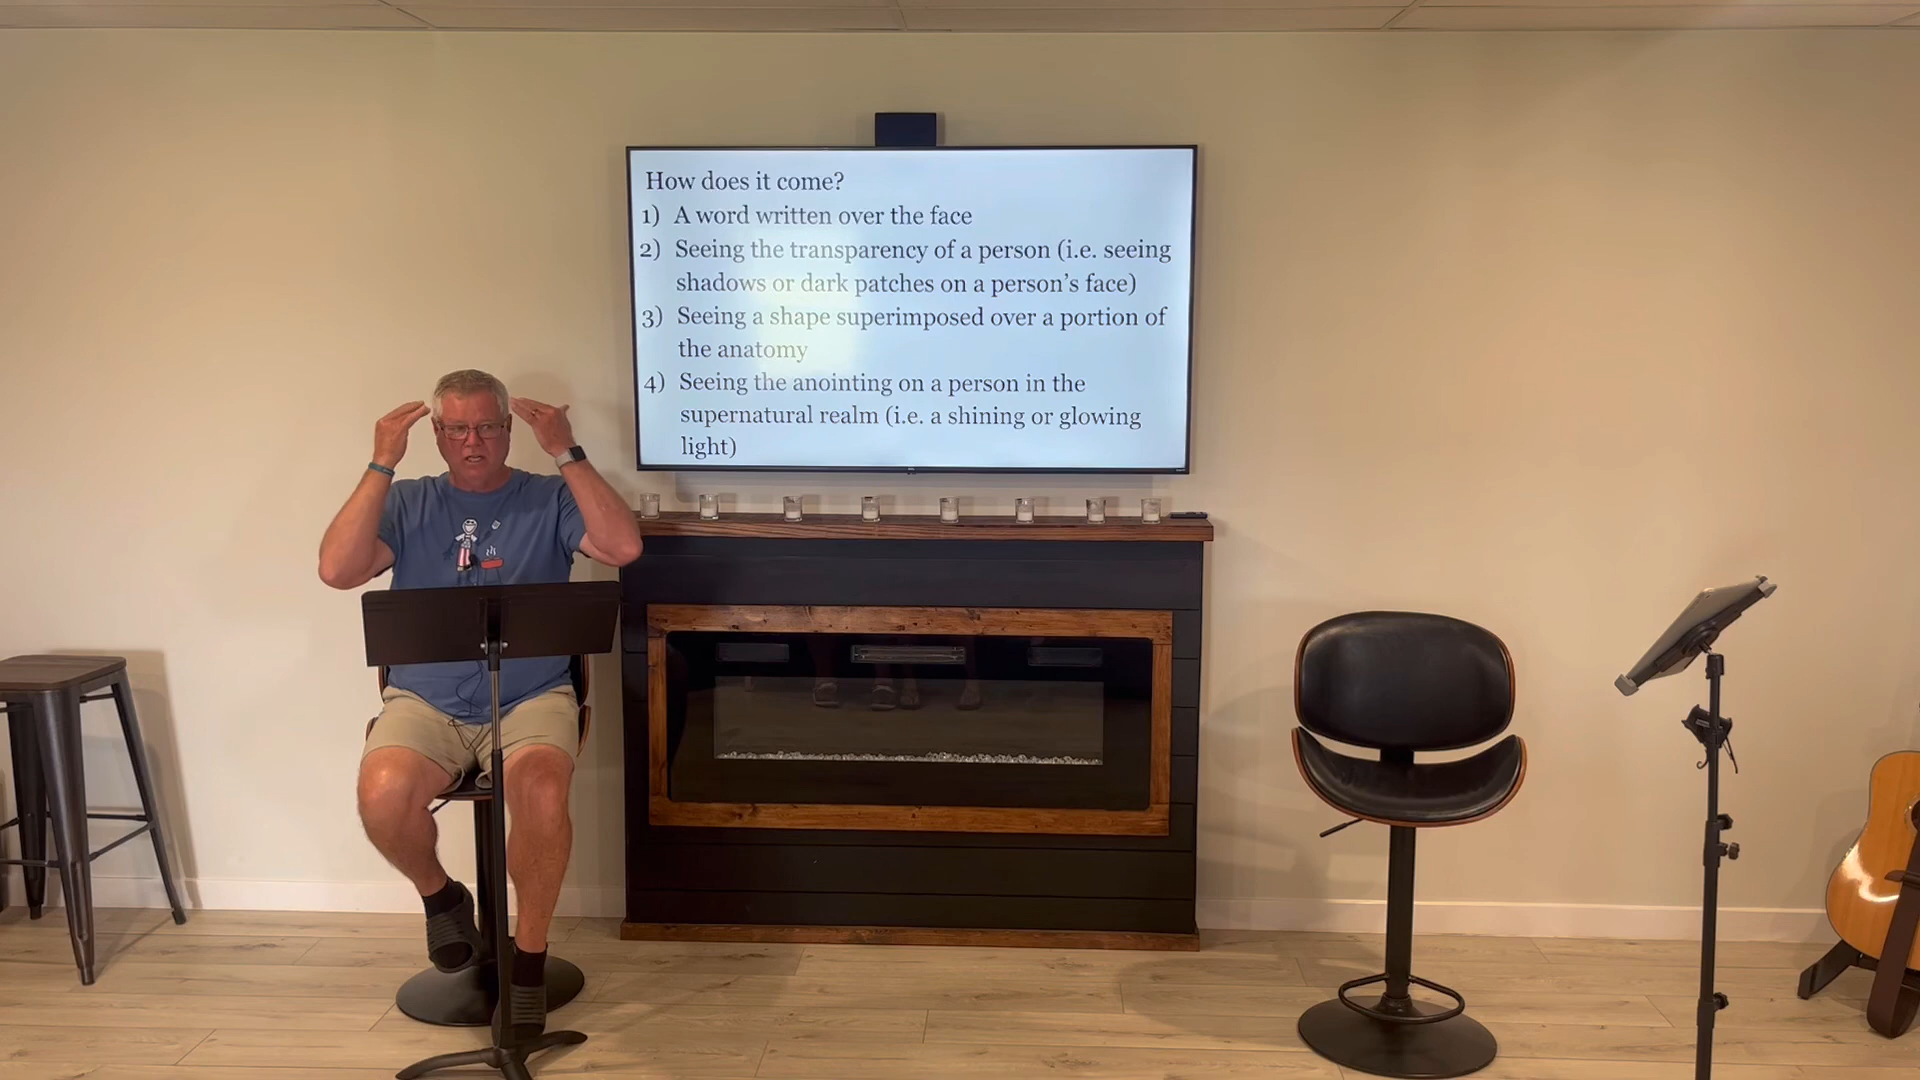 How does it come?
1) A word written over the face
2) Seeing the transparency of a person (i.e. seeing
shadows or dark patches on a person's face)
3) Seeing a shape superimposed over a portion of
the anatomy
4) Seeing the anointing on a person in the
supernatural realm (i.e. a shining or glowing
light)